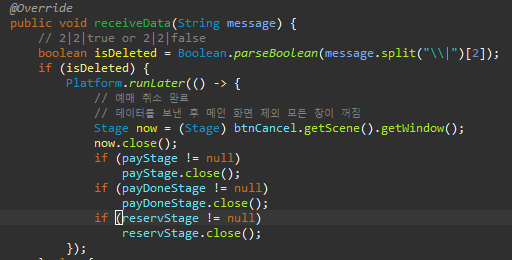 @Override
public void receiveData(String message) {
// 2|2|true or 2|2|false
boolean isDeleted = Boolean.parseBoolean(message.split("\\|")[2]);
if (isDeleted) {
Platform.runLater(() -> {
// 예매 취소 완료
// 데이터를 보낸 후 메인 화면 제외 모든 창이 꺼짐
Stage now = (Stage) btnCancel.getScene().getWindow();
now.close();
if (payStage != null)
payStage.close();
if (payDoneStage != null)
payDoneStage.close();
if (reservStage != null)
reservStage.close();
});